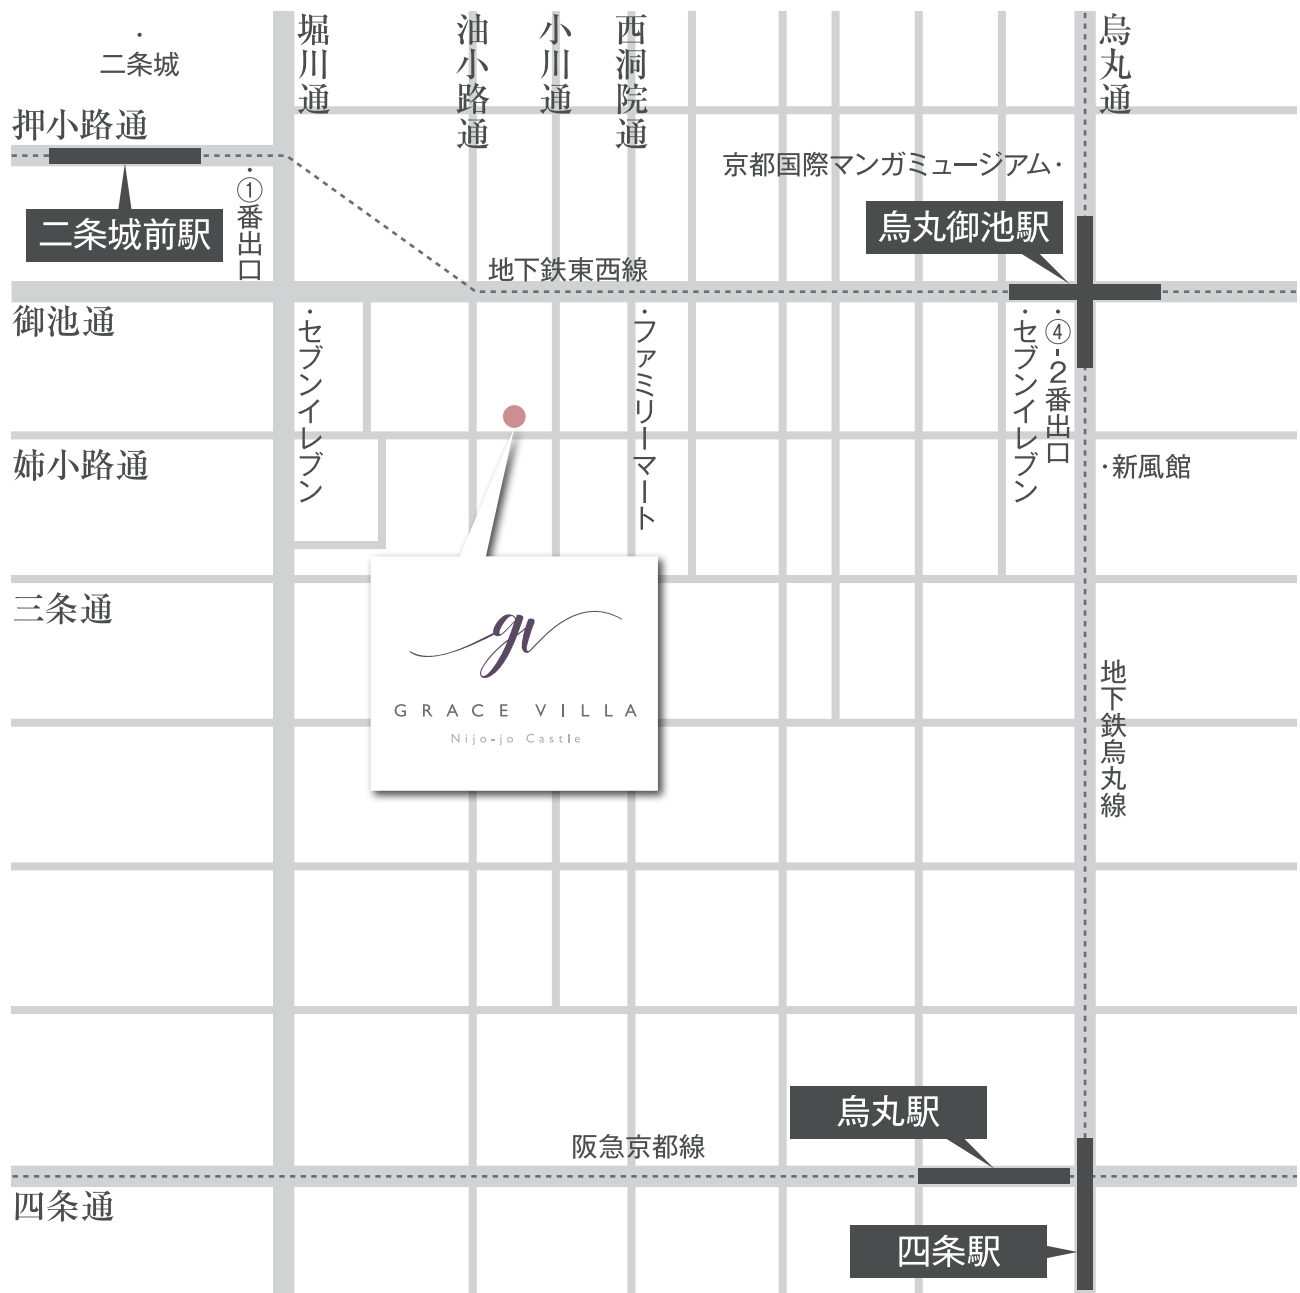 二条城
堀川通
油小路通
小川通
西洞院通
烏丸通
押小路通
京都国際マンガミュージアム
①番出口
二条城前駅
烏丸御池駅
地下鉄東西線
御池通
セブンイレブン
ファミリーマート
セブンイレブン
④-2番出口
姉小路通
新風館
三条通
gv
GRACE VILLA
Nijo-jo Castle
地下鉄烏丸線
烏丸駅
阪急京都線
四条通
四条駅